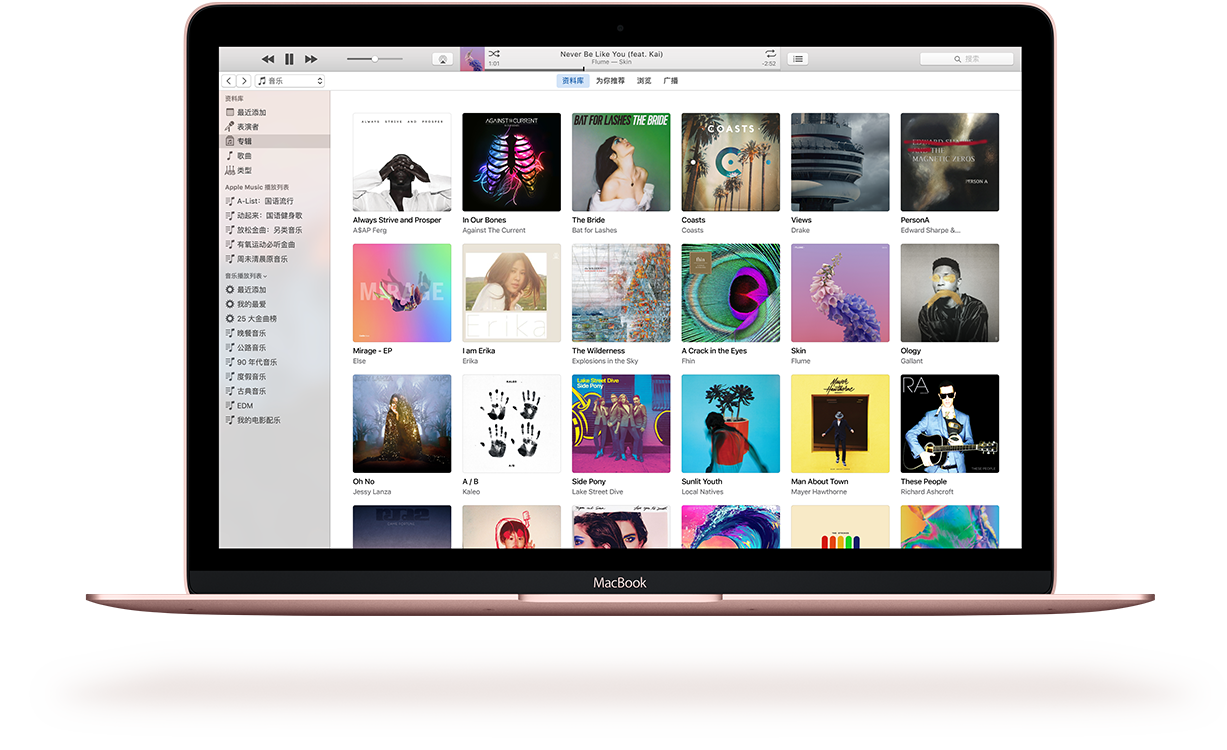 Never Be Like You (feat. Kai)
Flume — Skin
1:01
-2:52
搜索
音乐
资料库
为你推荐
浏览
广播
资料库
最近添加
表演者
专辑
歌曲
类型
Apple Music 播放列表
A-List：国语流行
动起来：国语健身歌
放松金曲：另类音乐
有氧运动必听金曲
周末清晨原音乐
音乐播放列表
最近添加
我的最爱
25 大金曲榜
晚餐音乐
公路音乐
90 年代音乐
度假音乐
古典音乐
EDM
我的电影配乐
ALWAYS STRIVE AND PROSPER
AGAINST THE CURRENT
BAT FOR LASHES THE BRIDE
COASTS
C
EDWARD SHARPE
AND THE
MAGNETIC ZEROS
PERSON A
Always Strive and Prosper
A$AP Ferg
In Our Bones
Against The Current
The Bride
Bat for Lashes
Coasts
Coasts
Views
Drake
PersonA
Edward Sharpe &...
MIRAGE
Erika
fhin
Mirage - EP
Else
I am Erika
Erika
The Wilderness
Explosions in the Sky
A Crack in the Eyes
Fhin
Skin
Flume
Ology
Gallant
KALEO
A/B
Lake Street Dive
Side Pony
Mayer
Hawthorne
MAN ABOUT TOWN
RA
THESE PEOPLE
Oh No
Jessy Lanza
A / B
Kaleo
Side Pony
Lake Street Dive
Sunlit Youth
Local Natives
Man About Town
Mayer Hawthorne
These People
Richard Ashcroft
MacBook